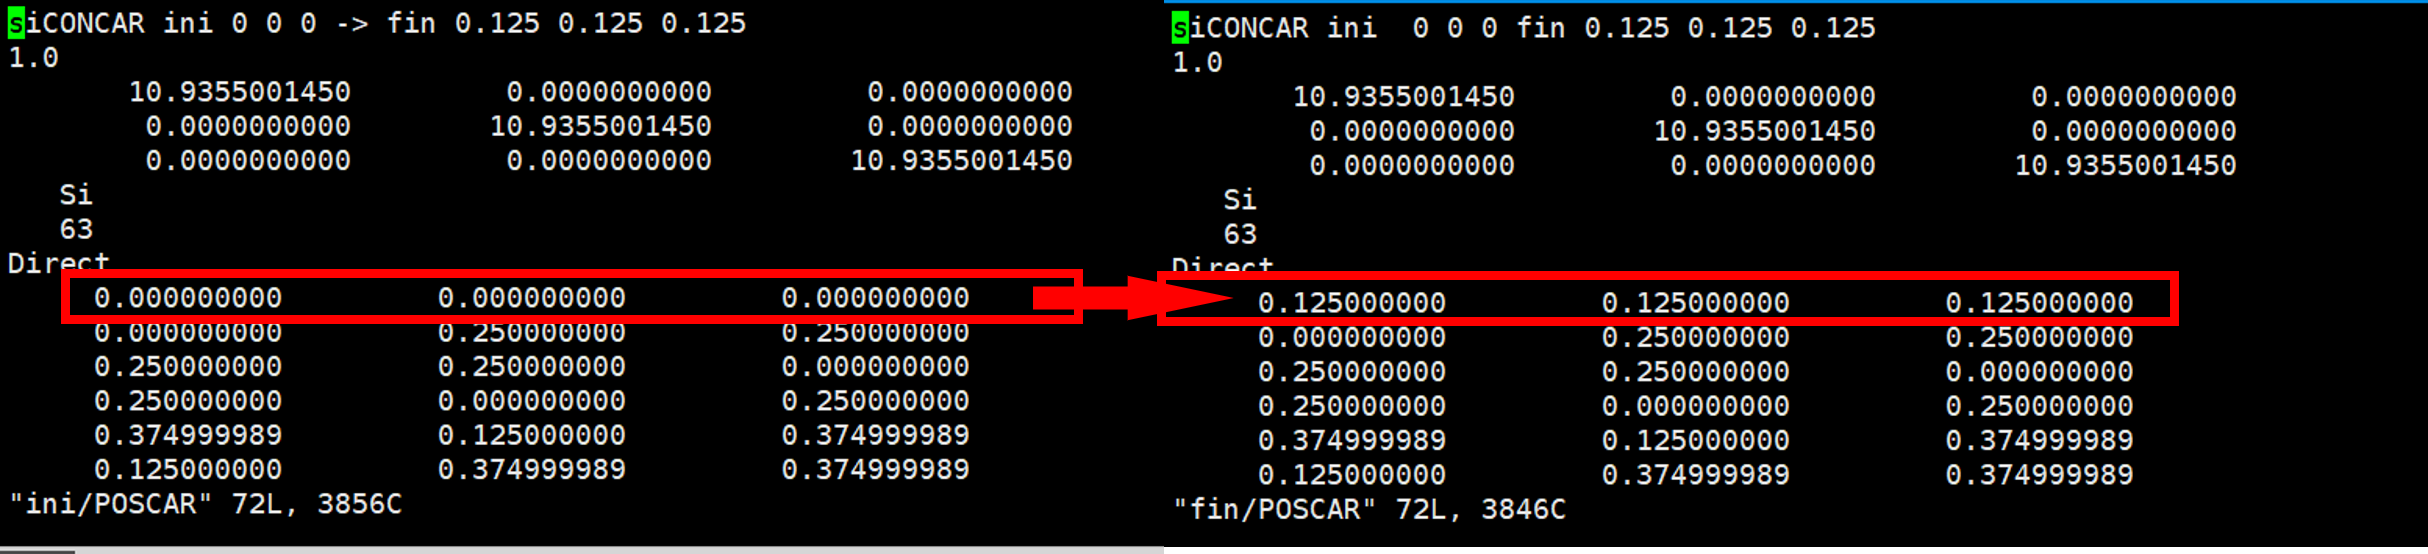 siCONCAR ini 0 0 0 -> fin 0.125 0.125 0.125
1.0
10.9355001450 0.0000000000 0.0000000000
0.0000000000 10.9355001450 0.0000000000
0.0000000000 0.0000000000 10.9355001450
Si
63
Direct
0.000000000 0.000000000 0.000000000
0.000000000 0.250000000 0.250000000
0.250000000 0.250000000 0.000000000
0.250000000 0.000000000 0.250000000
0.374999989 0.125000000 0.374999989
0.125000000 0.374999989 0.374999989
"ini/POSCAR" 72L, 3856C
siCONCAR ini  0 0 0 fin 0.125 0.125 0.125
1.0
10.9355001450 0.0000000000 0.0000000000
0.0000000000 10.9355001450 0.0000000000
0.0000000000 0.0000000000 10.9355001450
Si
63
Direct
0.125000000 0.125000000 0.125000000
0.000000000 0.250000000 0.250000000
0.250000000 0.250000000 0.000000000
0.250000000 0.000000000 0.250000000
0.374999989 0.125000000 0.374999989
0.125000000 0.374999989 0.374999989
"fin/POSCAR" 72L, 3846C